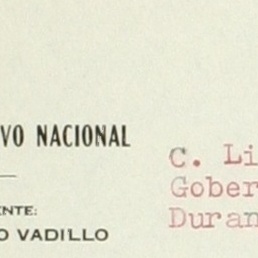 VO NACIONAL
ENTE:
O VADILLO
C. Li
Gober
Duran